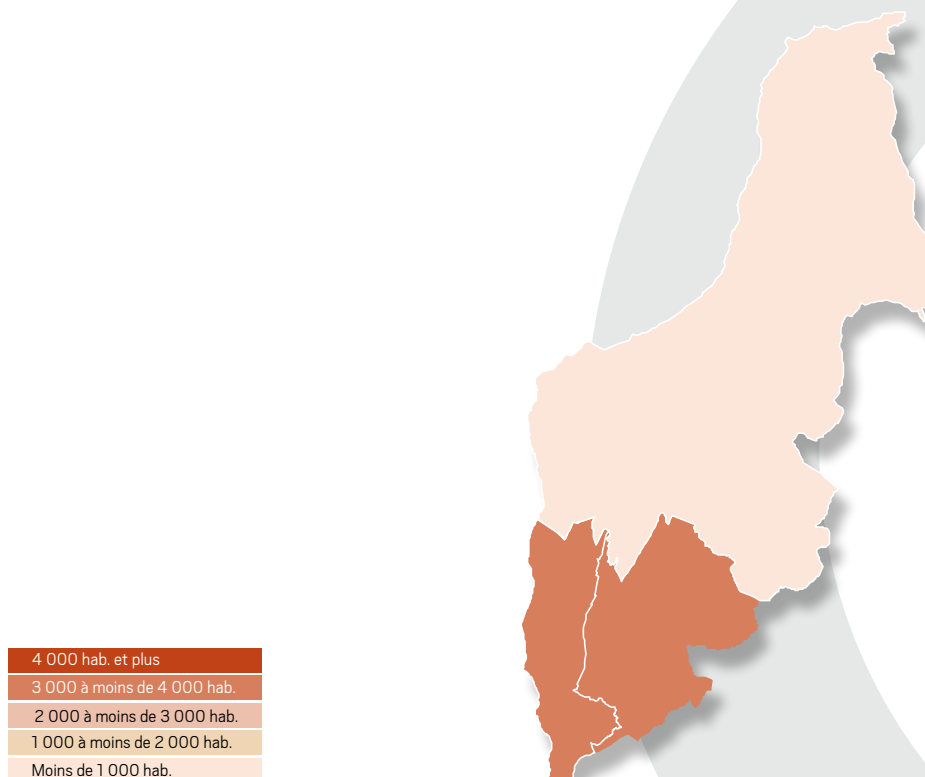 4 000 hab. et plus
3 000 à moins de 4 000 hab.
2 000 à moins de 3 000 hab.
1 000 à moins de 2 000 hab.
Moins de 1 000 hab.